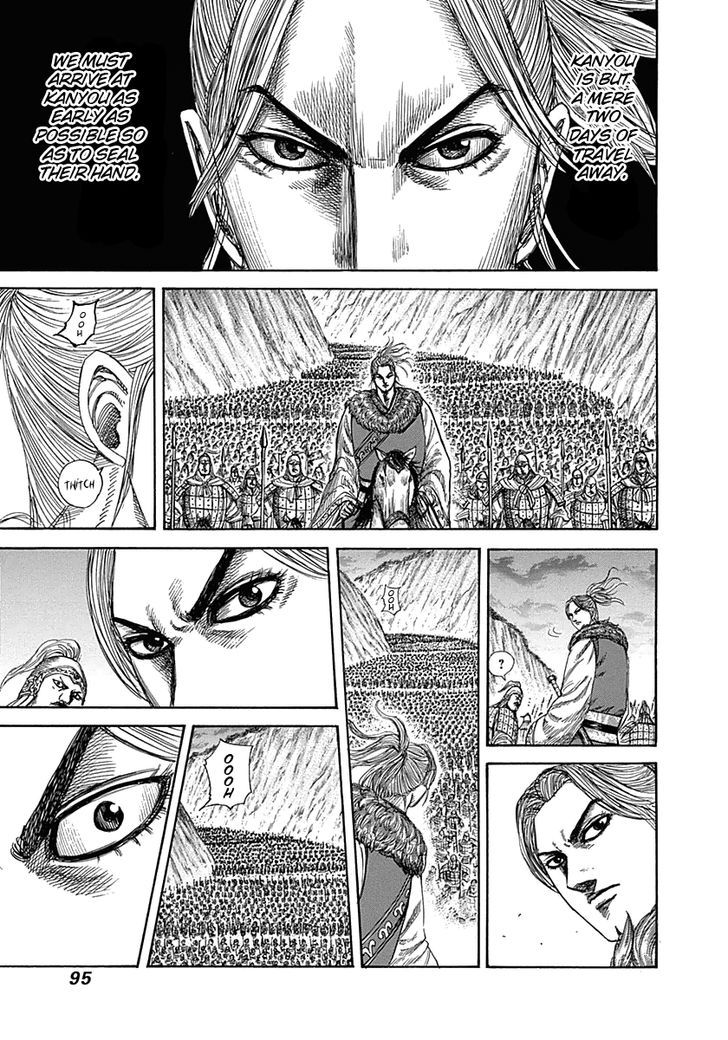 KANYOU
IS BUT
A MERE
TWO
DAYS OF
TRAVEL
AWAY.
WE MUST
ARRIVE AT
KANYOU AS
EARLY AS
POSSIBLE SO
AS TO SEAL
THEIR HAND.
OOH
TWITCH
?
OOH
OOOH
95